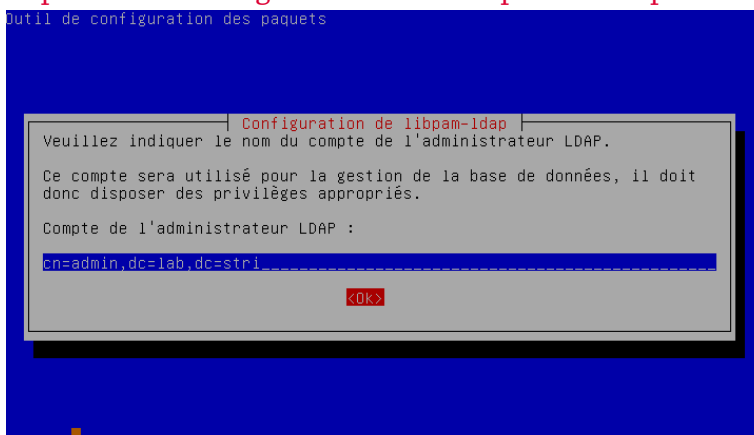 Outil de configuration des paquets
Configuration de libpam-ldap
Veuillez indiquer le nom du compte de l'administrateur LDAP.
Ce compte sera utilisé pour la gestion de la base de données, il doit
donc disposer des privilèges appropriés.
Compte de l'administrateur LDAP :
cn=admin,dc=lab,dc=stri
<Ok>